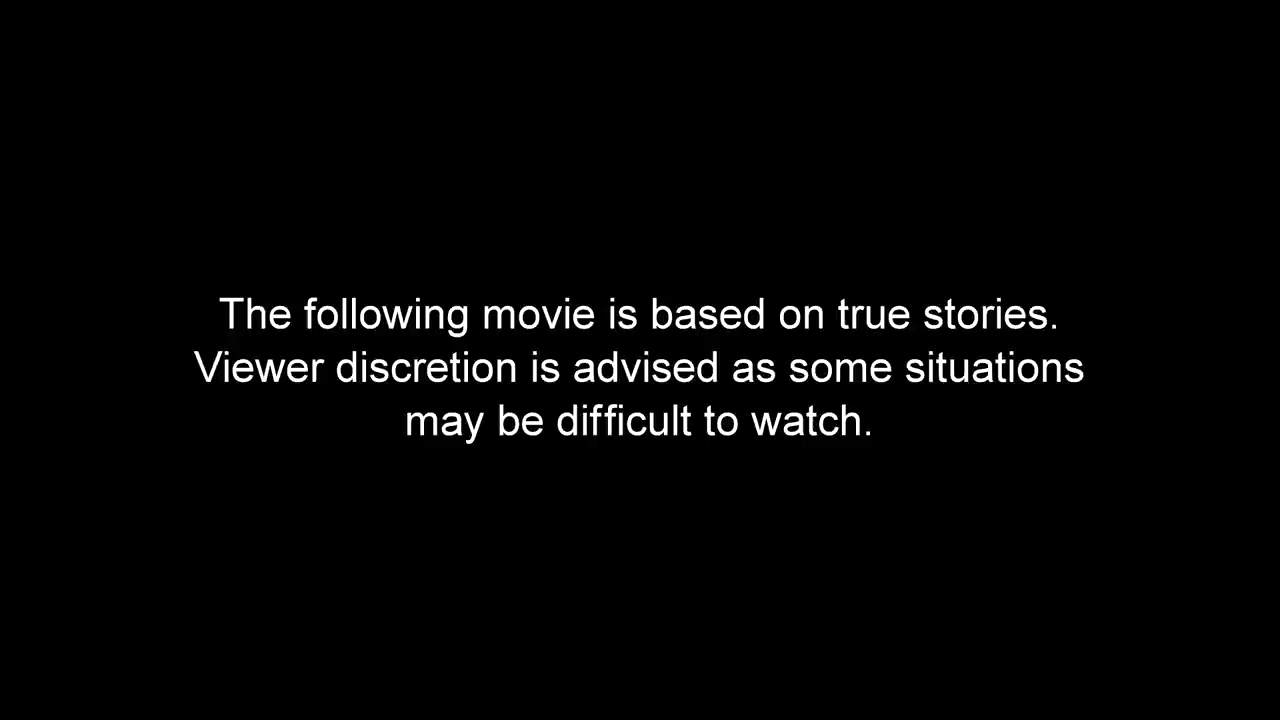 The following movie is based on true stories.
Viewer discretion is advised as some situations
may be difficult to watch.